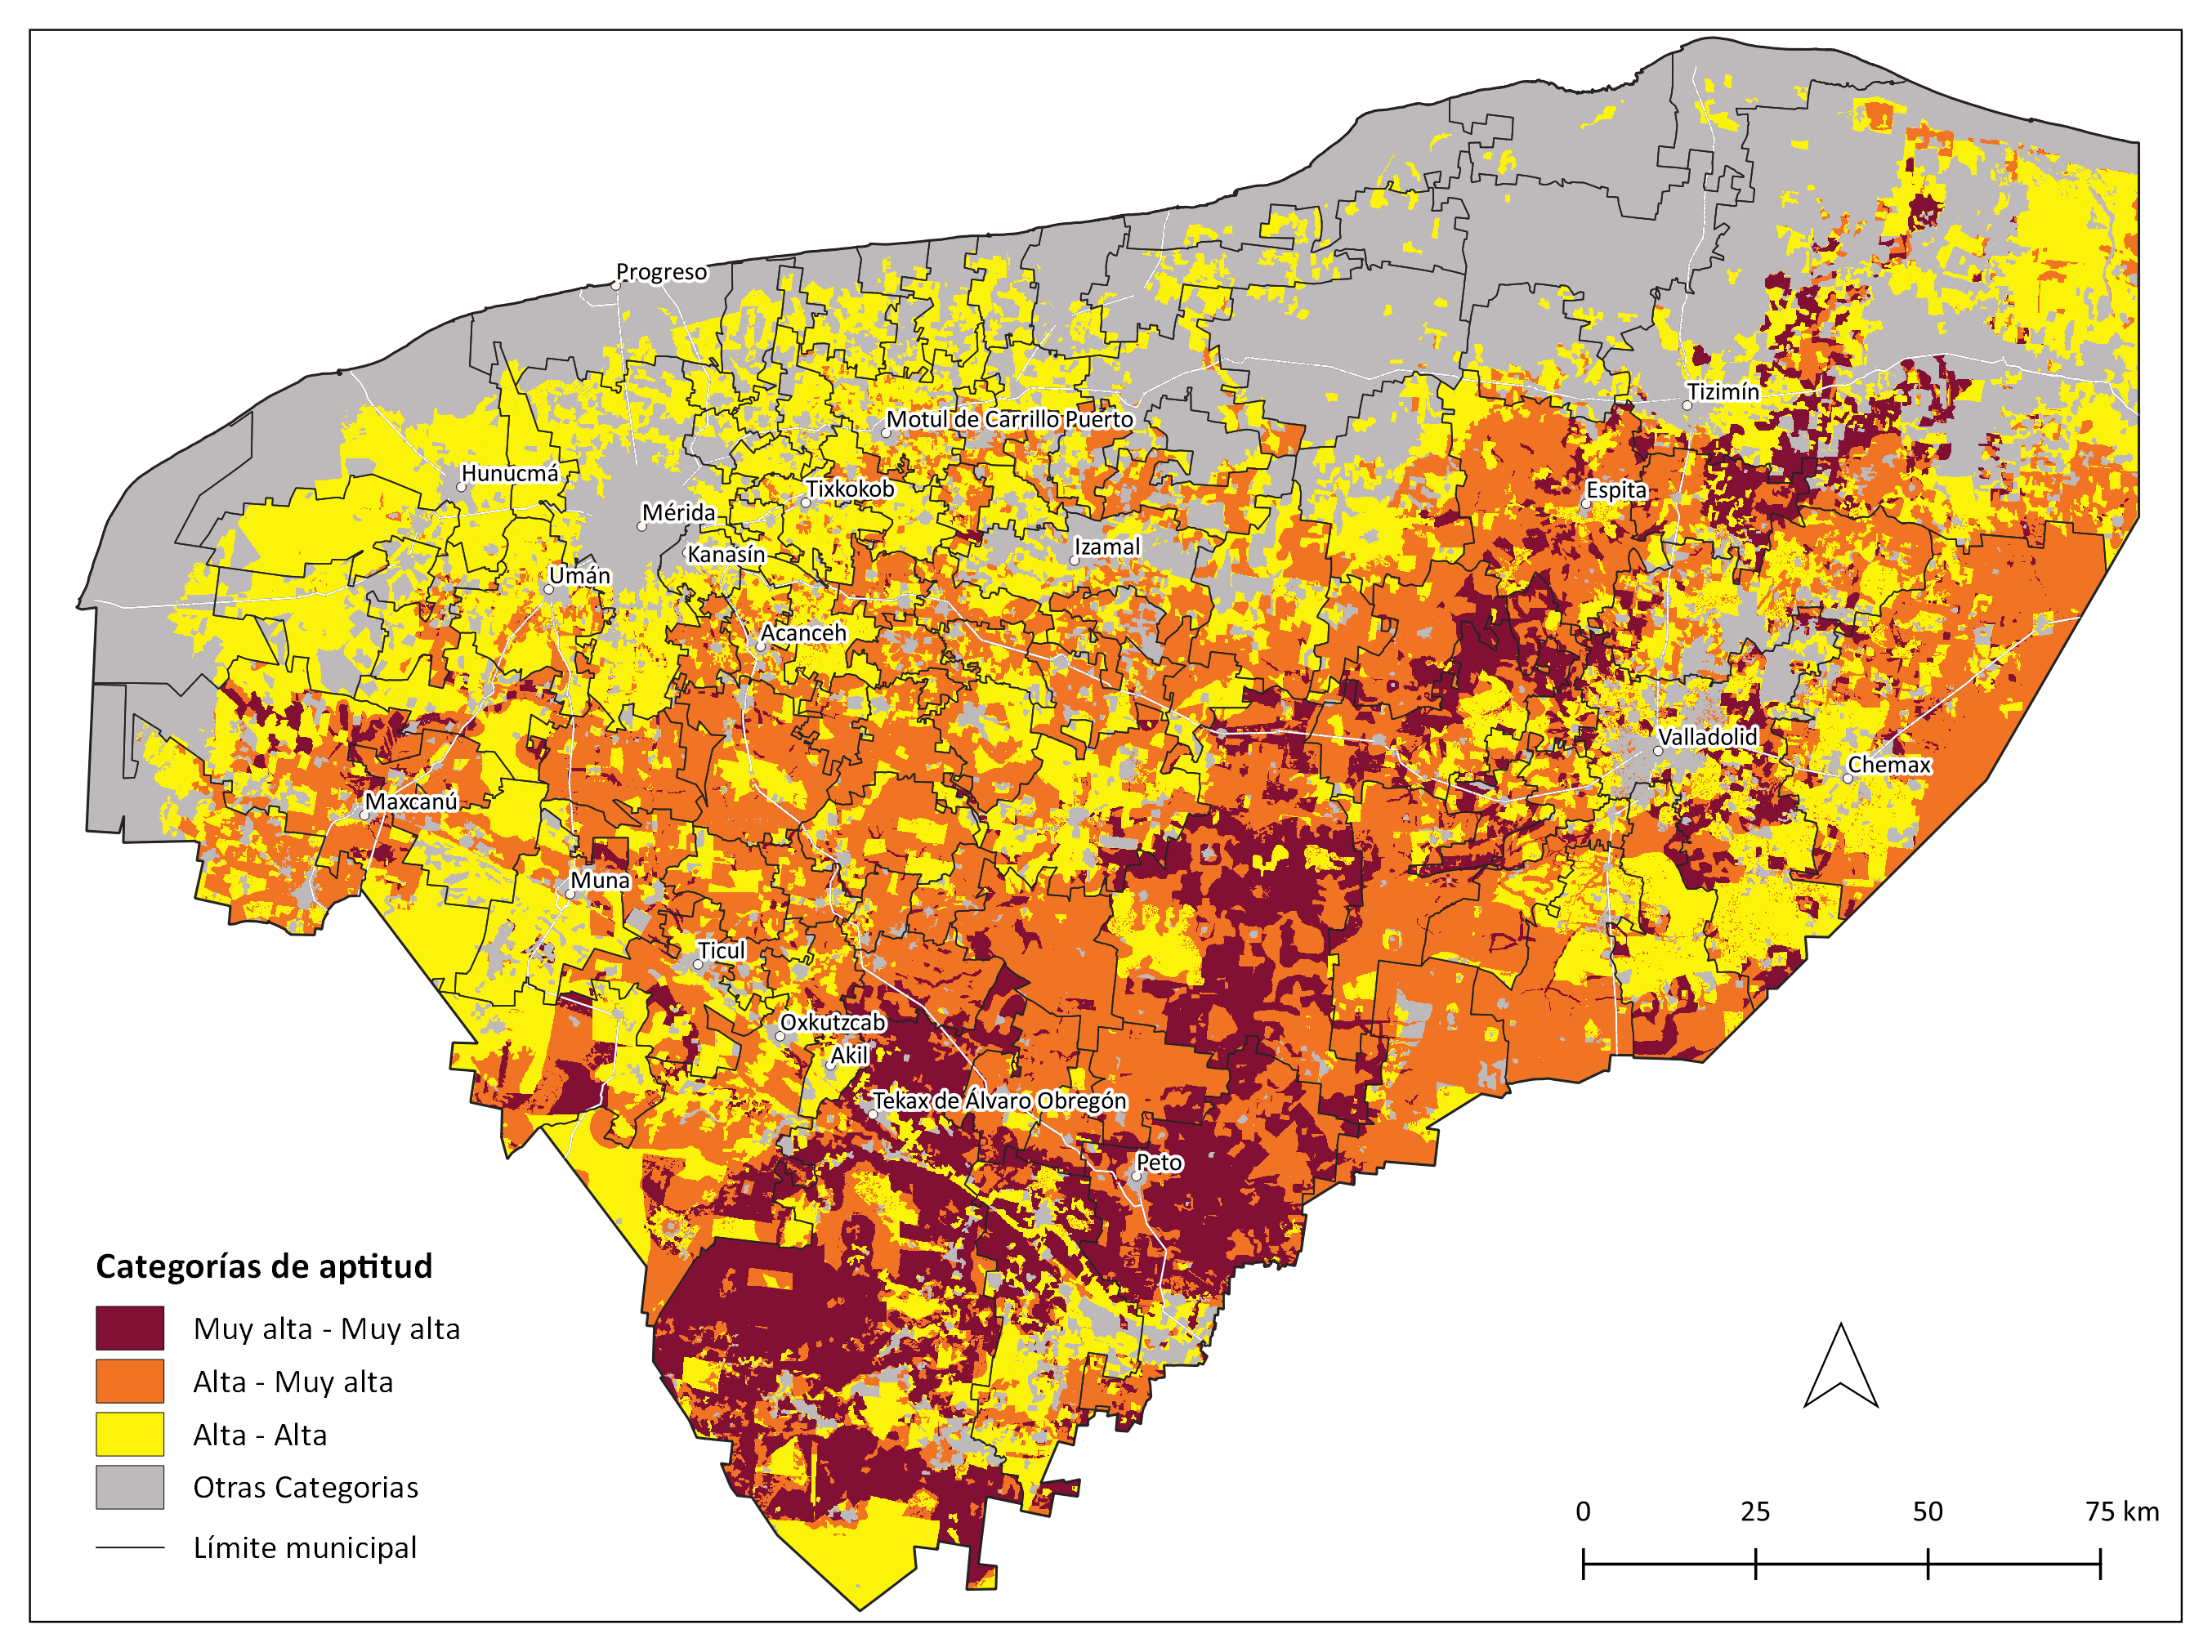 Progreso
Tizimín
Motul de Carrillo Puerto
Hunucmá
Tixkokob
Espita
Mérida
Izamal
Kanasín
Umán
Acanceh
Valladolid
Chemax
Maxcanú
Muna
Ticul
Oxkutzcab
Akil
Tekax de Álvaro Obregón
Peto
Categorías de aptitud
Muy alta - Muy alta
Alta - Muy alta
Alta - Alta
Otras Categorias
Límite municipal
0 25 50 75 km